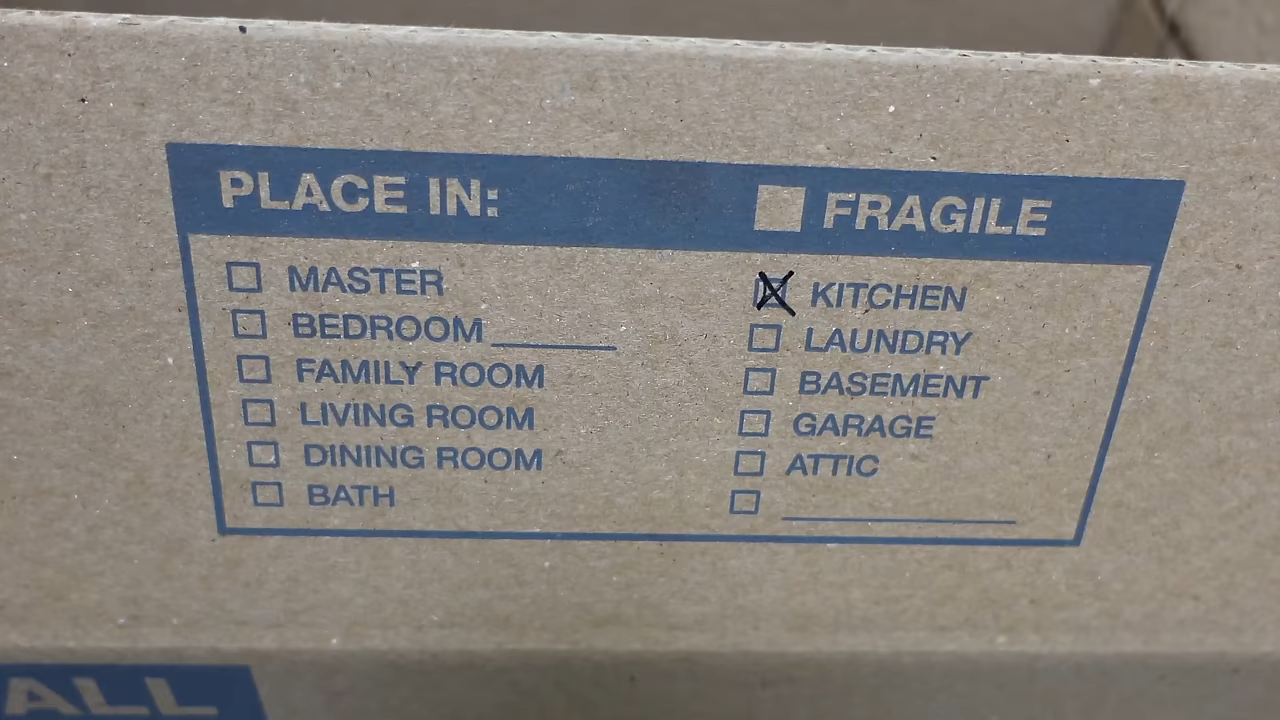 PLACE IN:
FRAGILE
MASTER
BEDROOM
FAMILY ROOM
LIVING ROOM
DINING ROOM
BATH
KITCHEN
LAUNDRY
BASEMENT
GARAGE
ATTIC
ALL